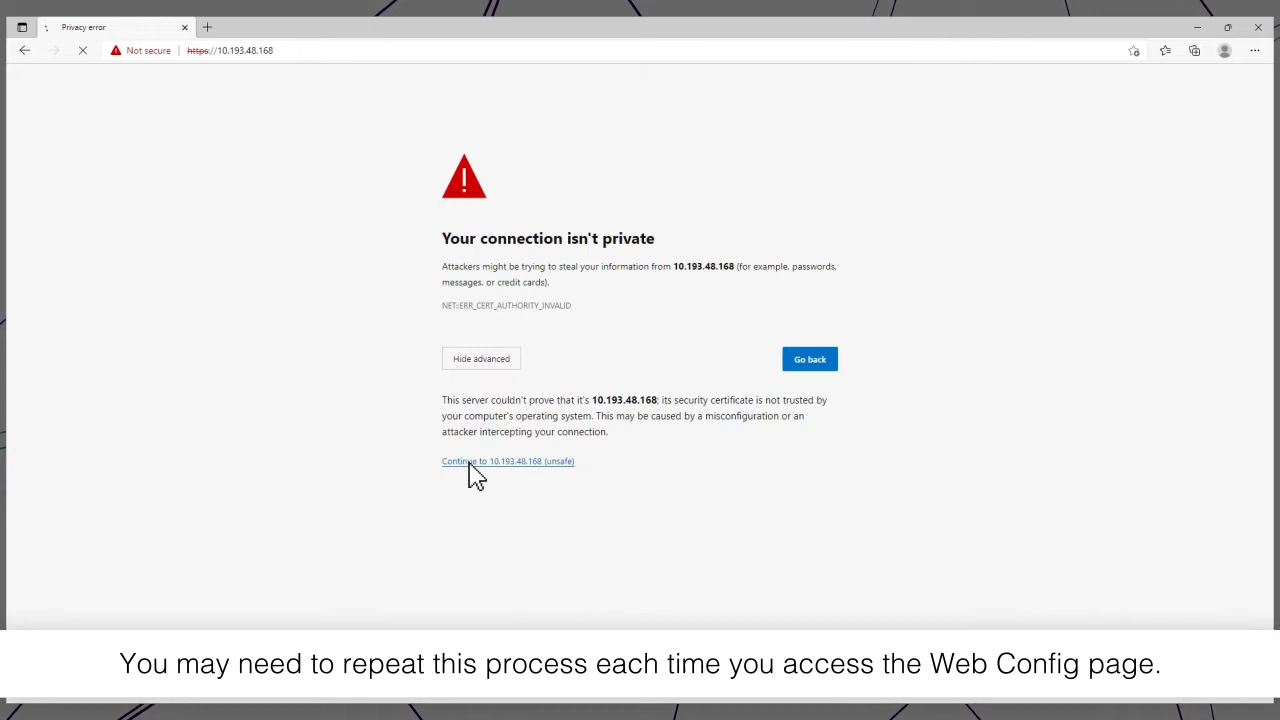 Privacy error
Not secure | https://10.193.48.168
!
Your connection isn't private
Attackers might be trying to steal your information from 10.193.48.168 (for example, passwords,
messages, or credit cards).
NET::ERR_CERT_AUTHORITY_INVALID
Hide advanced
Go back
This server couldn't prove that it's 10.193.48.168; its security certificate is not trusted by
your computer's operating system. This may be caused by a misconfiguration or an
attacker intercepting your connection.
Continue to 10.193.48.168 (unsafe)
You may need to repeat this process each time you access the Web Config page.